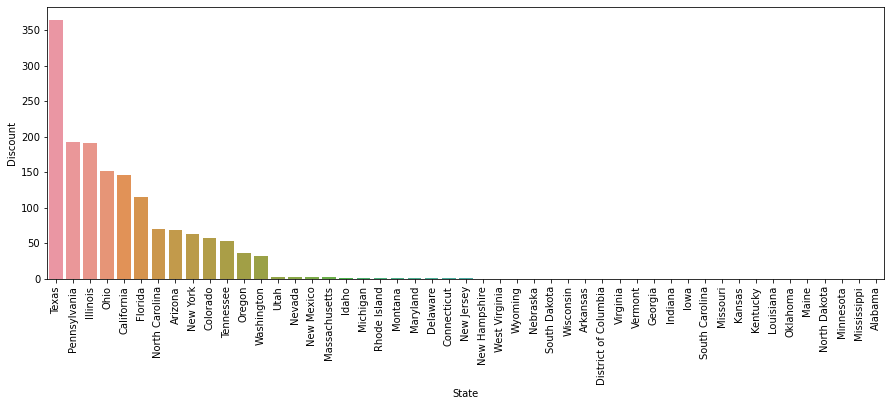 350
300
250
200
150
100
50
0
Discount
Texas
Pennsylvania
Illinois
Ohio
California
Florida
North Carolina
Arizona
New York
Colorado
Tennessee
Oregon
Washington
Utah
Nevada
New Mexico
Massachusetts
Idaho
Michigan
Rhode Island
Montana
Maryland
Delaware
Connecticut
New Jersey
New Hampshire
West Virginia
Wyoming
Nebraska
South Dakota
Wisconsin
Arkansas
District of Columbia
Virginia
Vermont
Georgia
Indiana
Iowa
South Carolina
Missouri
Kansas
Kentucky
Louisiana
Oklahoma
Maine
North Dakota
Minnesota
Mississippi
Alabama
State